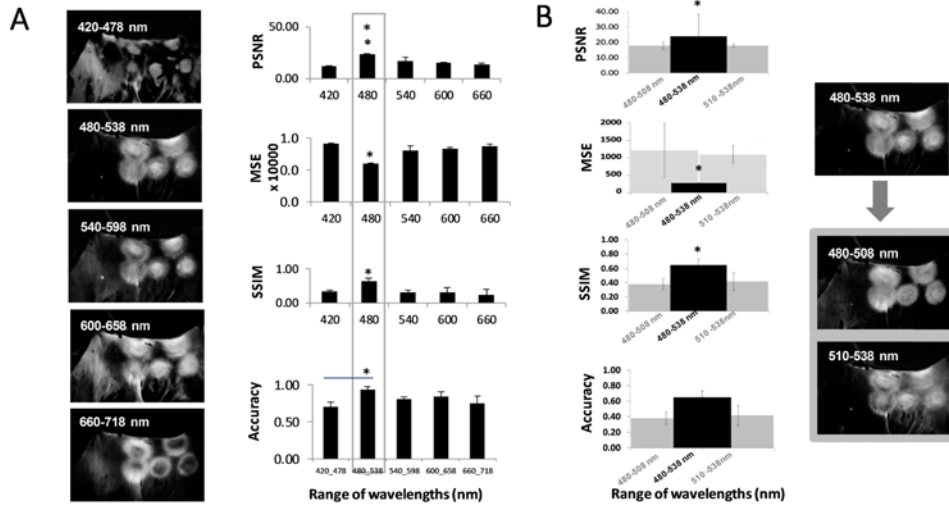 A
420-478 nm
480-538 nm
540-598 nm
600-658 nm
660-718 nm
PSNR
50.00
25.00
0.00
* *
420 480 540 600 660
MSE
x 10000
1.0
0.0
0.0
*
420 480 540 600 660
SSIM
1.00
0.50
0.00
*
420 480 540 600 660
Accuracy
1.00
0.50
0.00
*
420_478 480_538 540_598 600_658 660_718
Range of wavelengths (nm)
B
PSNR
40.00
30.00
20.00
10.00
0.00
*
480-508 nm
480-538 nm
510 -538nm
MSE
2000
1500
1000
500
0
*
480-508 nm
480-538 nm
510 -538nm
SSIM
0.80
0.60
0.40
0.20
0.00
*
480-508 nm
480-538 nm
510 -538nm
Accuracy
1.00
0.80
0.60
0.40
0.20
0.00
480-508 nm
480-538 nm
510 -538nm
Range of wavelengths (nm)
480-538 nm
480-508 nm
510-538 nm